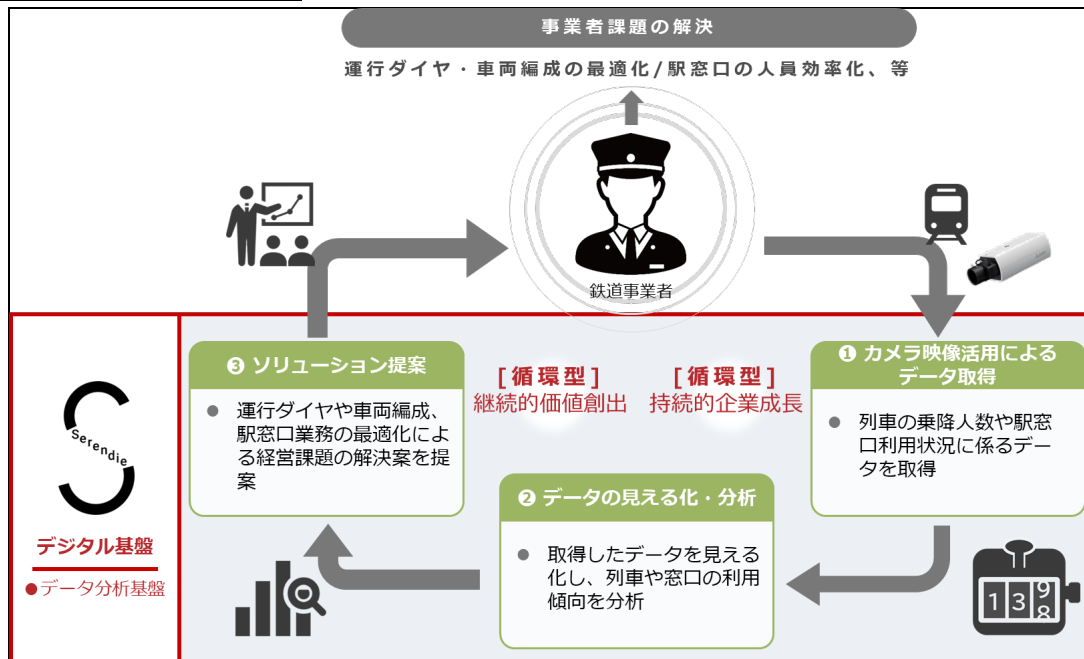 事業者課題の解決
運行ダイヤ・車両編成の最適化/駅窓口の人員効率化、等
鉄道事業者
❸ ソリューション提案
● 運行ダイヤや車両編成、
駅窓口業務の最適化によ
る経営課題の解決案を提
案
[循環型]
継続的価値創出
[循環型]
持続的企業成長
❶ カメラ映像活用による
データ取得
● 列車の乗降人数や駅窓
口利用状況に係るデー
タを取得
❷ データの見える化・分析
● 取得したデータを見える
化し、列車や窓口の利用
傾向を分析
Serendie
デジタル基盤
●データ分析基盤
1 3 9
8